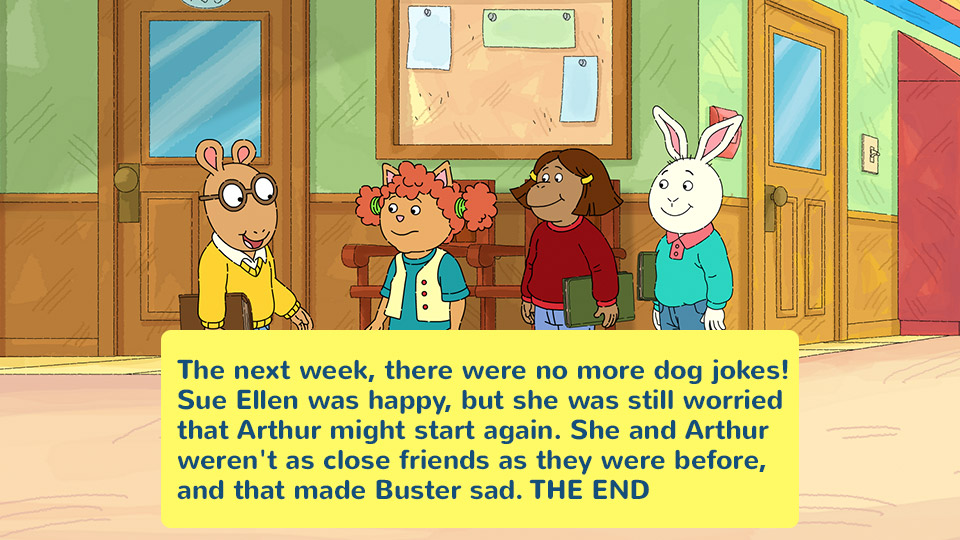 The next week, there were no more dog jokes!
Sue Ellen was happy, but she was still worried
that Arthur might start again. She and Arthur
weren't as close friends as they were before,
and that made Buster sad. THE END